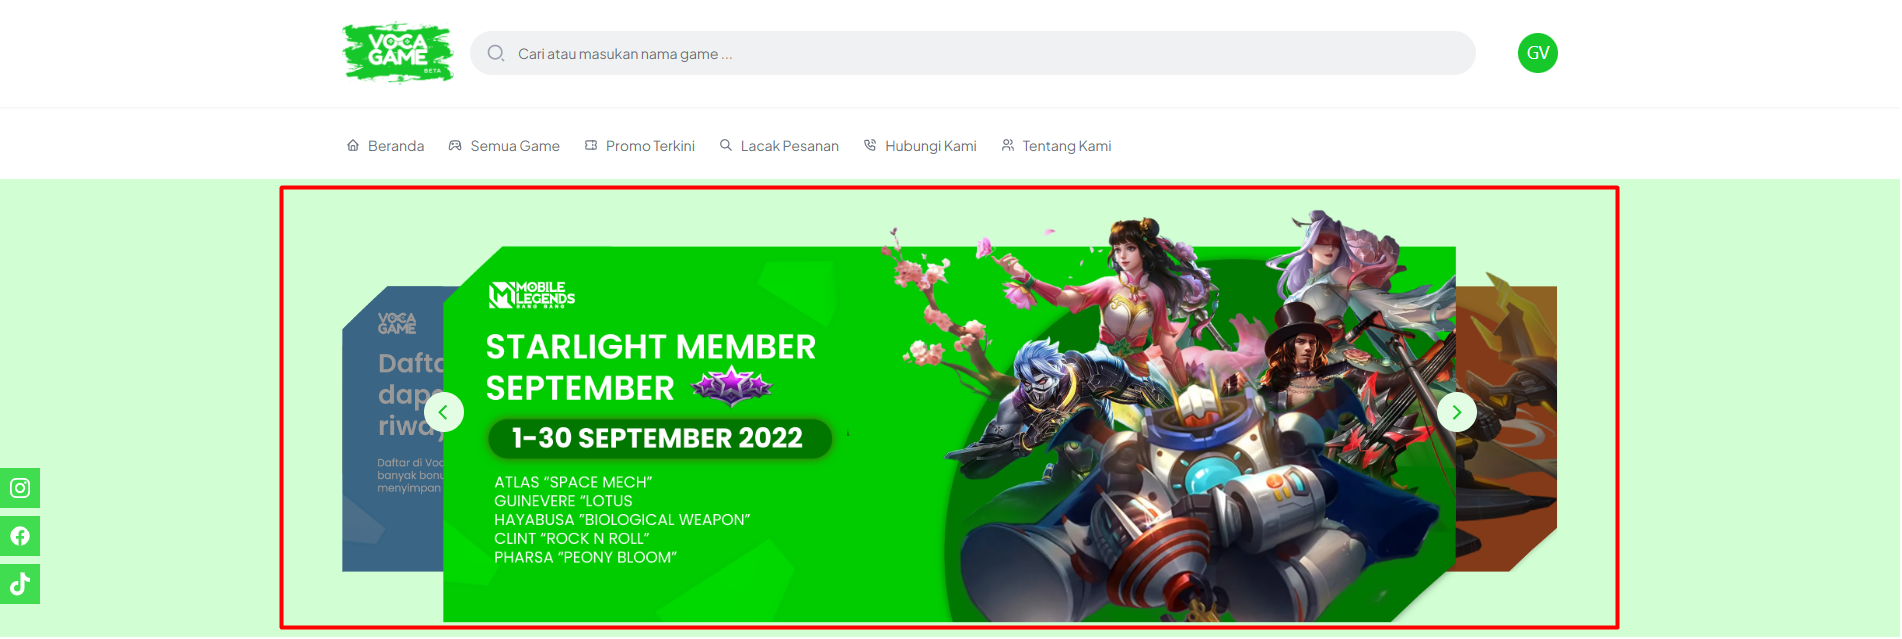 VOCA
GAME
BETA
Cari atau masukan nama game ...
GV
Beranda
Semua Game
Promo Terkini
Lacak Pesanan
Hubungi Kami
Tentang Kami
VOCA
GAME
Dafta
dapa
riway
Daftar di Voc
banyak bonu
menyimpan
MOBILE
LEGENDS
BANG BANG
STARLIGHT MEMBER
SEPTEMBER
1-30 SEPTEMBER 2022
ATLAS “SPACE MECH”
GUINEVERE “LOTUS
HAYABUSA ”BIOLOGICAL WEAPON”
CLINT “ROCK N ROLL”
PHARSA “PEONY BLOOM”